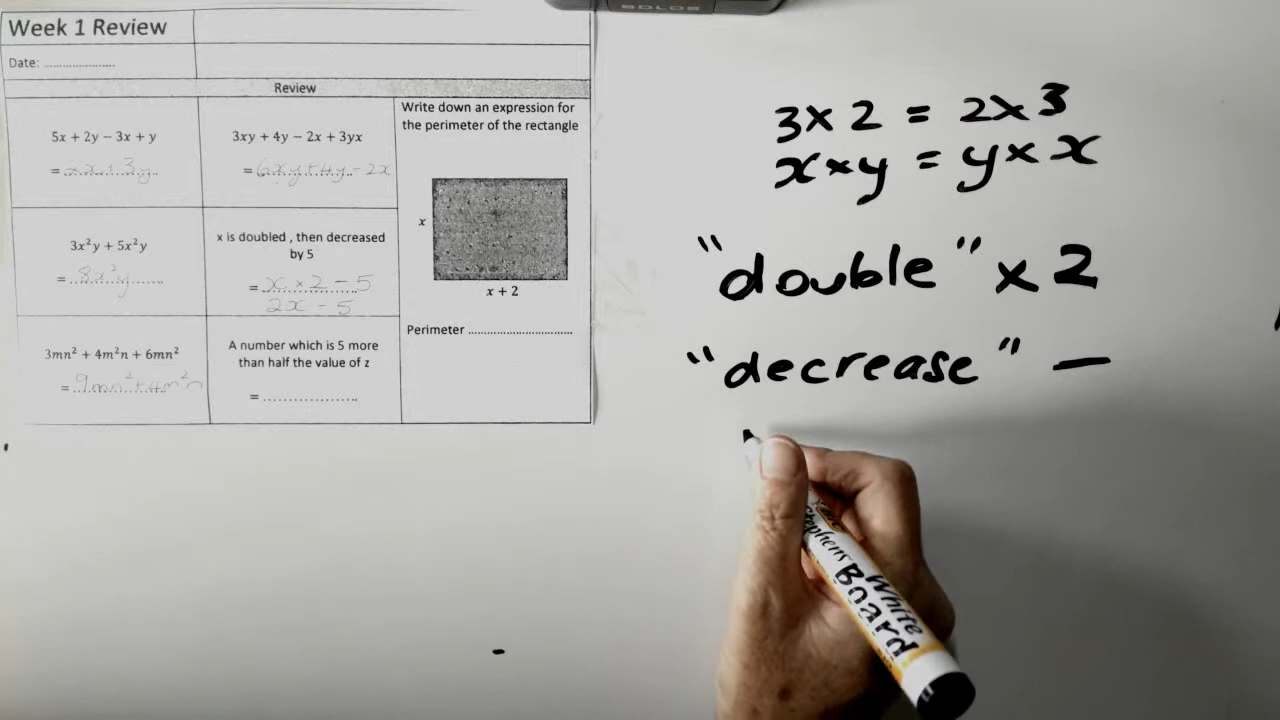 BOLOS
Week 1 Review
Date: ......................
Review
5x + 2y − 3x + y
= 2x + 3y
3xy + 4y − 2x + 3yx
= 6xy + 4y - 2x
Write down an expression for
the perimeter of the rectangle
x
x + 2
Perimeter ................................
3x²y + 5x²y
= 8x²y
x is doubled , then decreased
by 5
= x × 2 - 5
2x - 5
3mn² + 4m²n + 6mn²
= 9mn² + 4m²n
A number which is 5 more
than half the value of z
= ....................
3 x 2 = 2 x 3
x × y = y × x
"double" x 2
"decrease" —
Stephens
White
Board